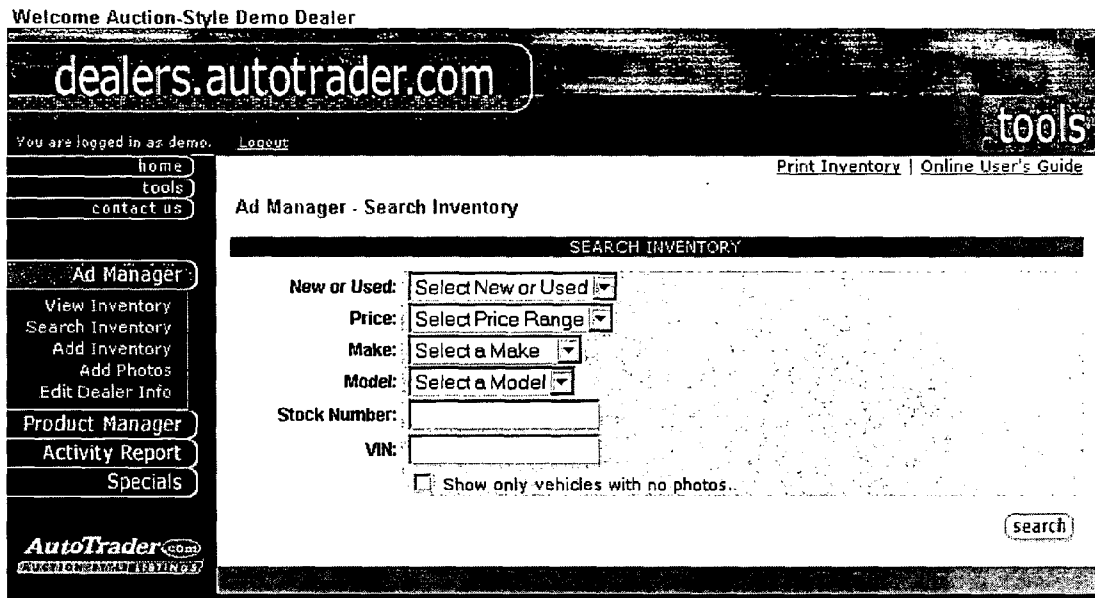 Welcome Auction-Style Demo Dealer
dealers.autotrader.com
tools
You are logged in as demo. Logout
home
tools
contact us
Print Inventory | Online User's Guide
Ad Manager - Search Inventory
SEARCH INVENTORY
Ad Manager
View Inventory
Search Inventory
Add Inventory
Add Photos
Edit Dealer Info
Product Manager
Activity Report
Specials
New or Used: Select New or Used
Price: Select Price Range
Make: Select a Make
Model: Select a Model
Stock Number:
VIN:
Show only vehicles with no photos..
search
AutoTrader.com
AUCTION STYLE LISTINGS